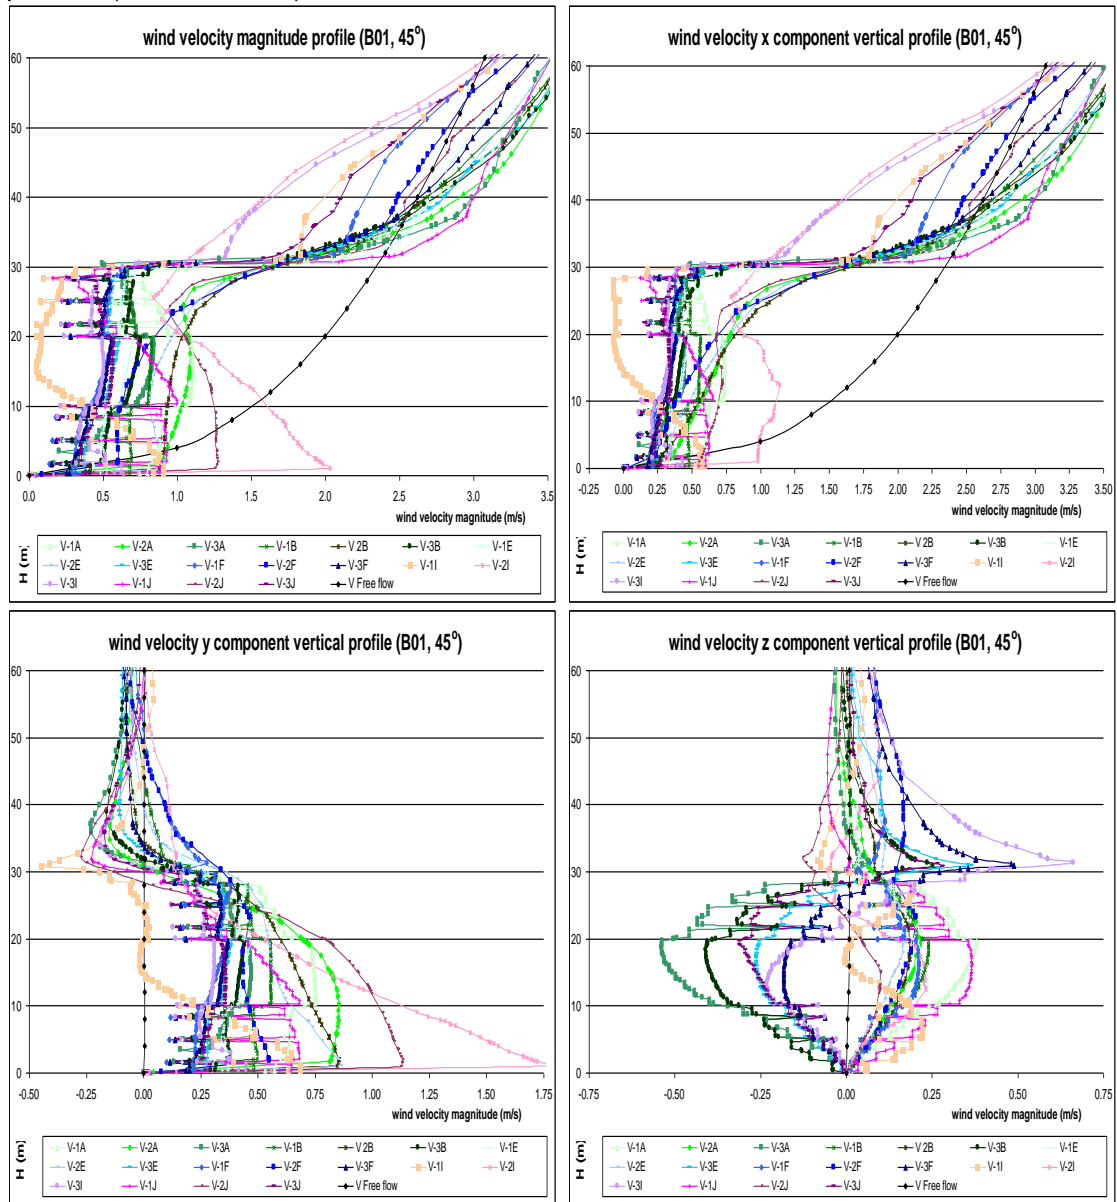 wind velocity magnitude profile (B01, 45°)
60
50
40
30
20
10
0
0.0 0.5 1.0 1.5 2.0 2.5 3.0 3.5
wind velocity magnitude (m/s)
H (m)
V-1A V-2A V-3A V-1B V 2B V-3B V-1E
V-2E V-3E V-1F V-2F V-3F V-1I V-2I
V-3I V-1J V-2J V-3J V Free flow
wind velocity x component vertical profile (B01, 45°)
60
50
40
30
20
10
0
-0.25 0.00 0.25 0.50 0.75 1.00 1.25 1.50 1.75 2.00 2.25 2.50 2.75 3.00 3.25 3.50
wind velocity magnitude (m/s)
H (m)
V-1A V-2A V-3A V-1B V 2B V-3B V-1E
V-2E V-3E V-1F V-2F V-3F V-1I V-2I
V-3I V-1J V-2J V-3J V Free flow
wind velocity y component vertical profile (B01, 45°)
60
50
40
30
20
10
0
-0.50 -0.25 0.00 0.25 0.50 0.75 1.00 1.25 1.50 1.75
wind velocity magnitude (m/s)
H (m)
V-1A V-2A V-3A V-1B V 2B V-3B V-1E
V-2E V-3E V-1F V-2F V-3F V-1I V-2I
V-3I V-1J V-2J V-3J V Free flow
wind velocity z component vertical profile (B01, 45°)
60
50
40
30
20
10
0
-0.75 -0.50 -0.25 0.00 0.25 0.50 0.75
wind velocity magnitude (m/s)
H (m)
V-1A V-2A V-3A V-1B V 2B V-3B V-1E
V-2E V-3E V-1F V-2F V-3F V-1I V-2I
V-3I V-1J V-2J V-3J V Free flow